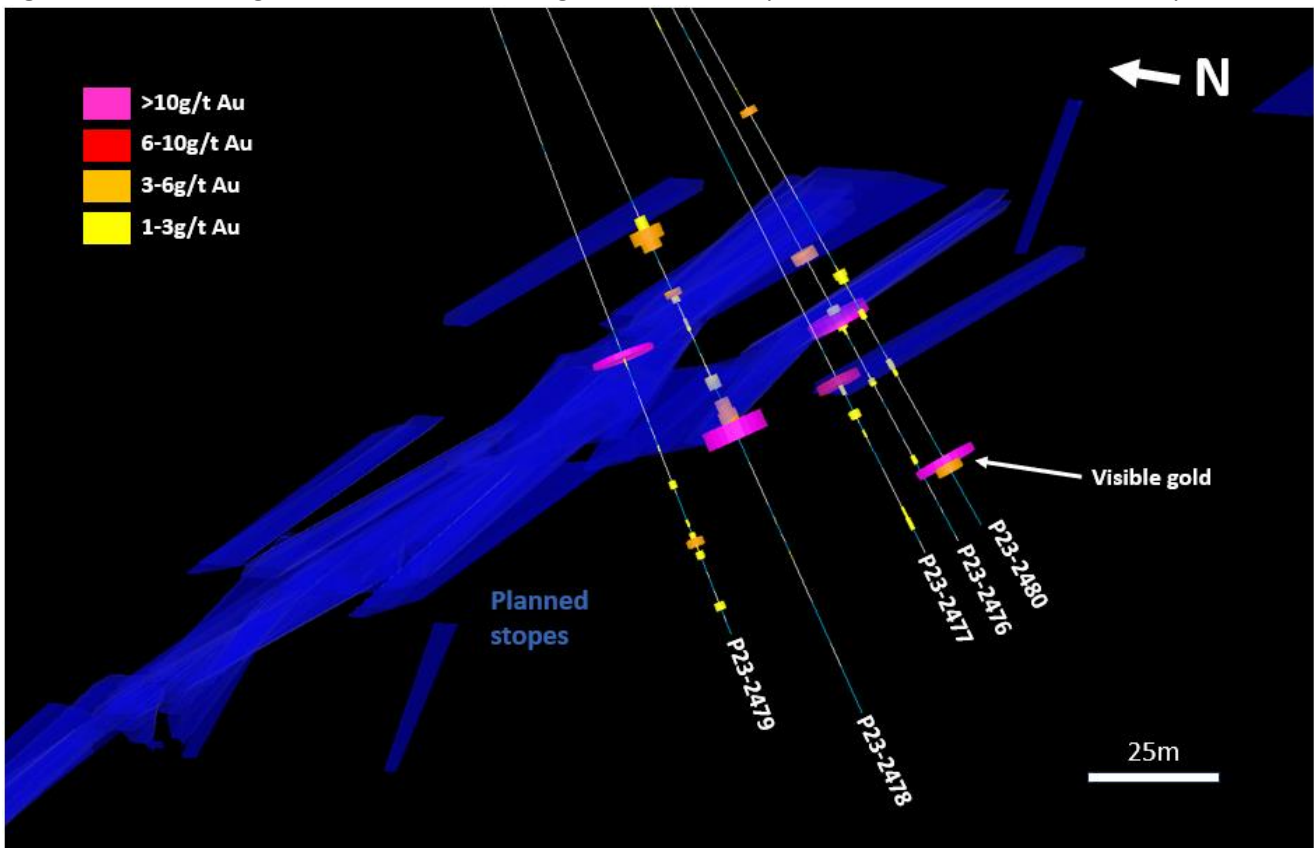 N
>10g/t Au
6-10g/t Au
3-6g/t Au
1-3g/t Au
Visible gold
P23-2480
P23-2476
P23-2477
Planned
stopes
P23-2479
P23-2478
25m